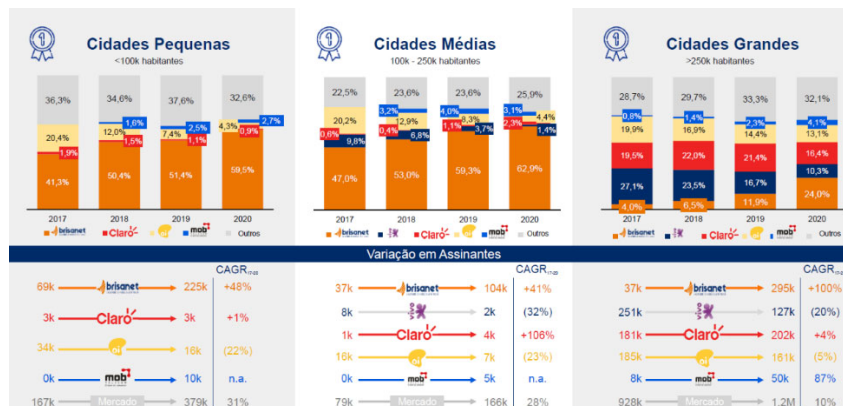 Cidades Pequenas
<100k habitantes
36,3% 34,6% 37,6% 32,6%
1,6% 2,5% 2,7%
20,4% 12,0% 7,4% 4,3%
1,9% 1,5% 1,1% 0,9%
41,3% 50,4% 51,4% 59,5%
2017 2018 2019 2020
brisanet Claro oi mob Outros
Cidades Médias
100k - 250k habitantes
22,5% 23,6% 23,6% 25,9%
3,2% 4,0% 3,1%
20,2% 12,9% 8,3% 4,4%
0,6% 0,4% 1,1% 2,3%
9,8% 6,8% 3,7% 1,4%
47,0% 53,0% 59,3% 62,9%
2017 2018 2019 2020
brisanet vivo Claro oi mob Outros
Cidades Grandes
>250k habitantes
28,7% 29,7% 33,3% 32,1%
0,8% 1,4% 2,3% 4,1%
19,9% 16,9% 14,4% 13,1%
19,5% 22,0% 21,4% 16,4%
27,1% 23,5% 16,7% 10,3%
4,0% 6,5% 11,9% 24,0%
2017 2018 2019 2020
brisanet vivo Claro oi mob Outros
Variação em Assinantes
CAGR
69k brisanet 225k +48%
3k Claro 3k +1%
34k oi 16k (22%)
0k mob 10k n.a.
167k Mercado 379k 31%
CAGR
37k brisanet 104k +41%
8k vivo 2k (32%)
1k Claro 4k +106%
16k oi 7k (23%)
0k mob 5k n.a.
79k Mercado 166k 28%
CAGR
37k brisanet 295k +100%
251k vivo 127k (20%)
181k Claro 202k +4%
185k oi 161k (5%)
8k mob 50k 87%
928k Mercado 1.2M 10%